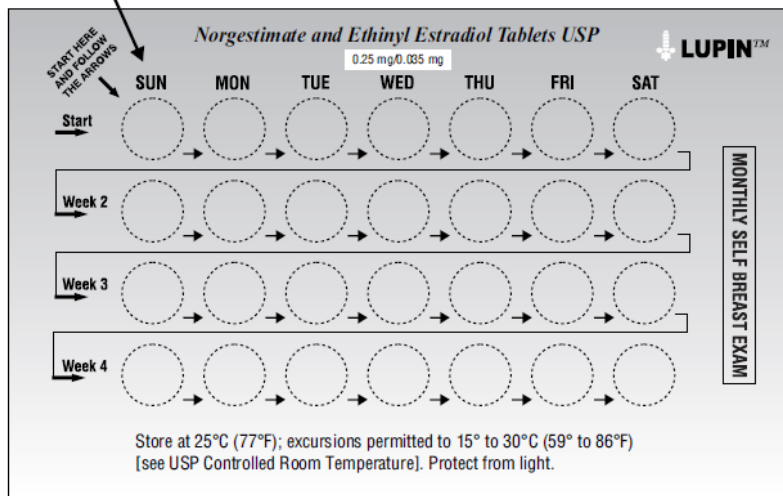 Norgestimate and Ethinyl Estradiol Tablets USP
0.25 mg/0.035 mg
LUPIN™
START HERE
AND FOLLOW
THE ARROWS
SUN MON TUE WED THU FRI SAT
Start
Week 2
Week 3
Week 4
MONTHLY SELF BREAST EXAM
Store at 25°C (77°F); excursions permitted to 15° to 30°C (59° to 86°F)
[see USP Controlled Room Temperature]. Protect from light.